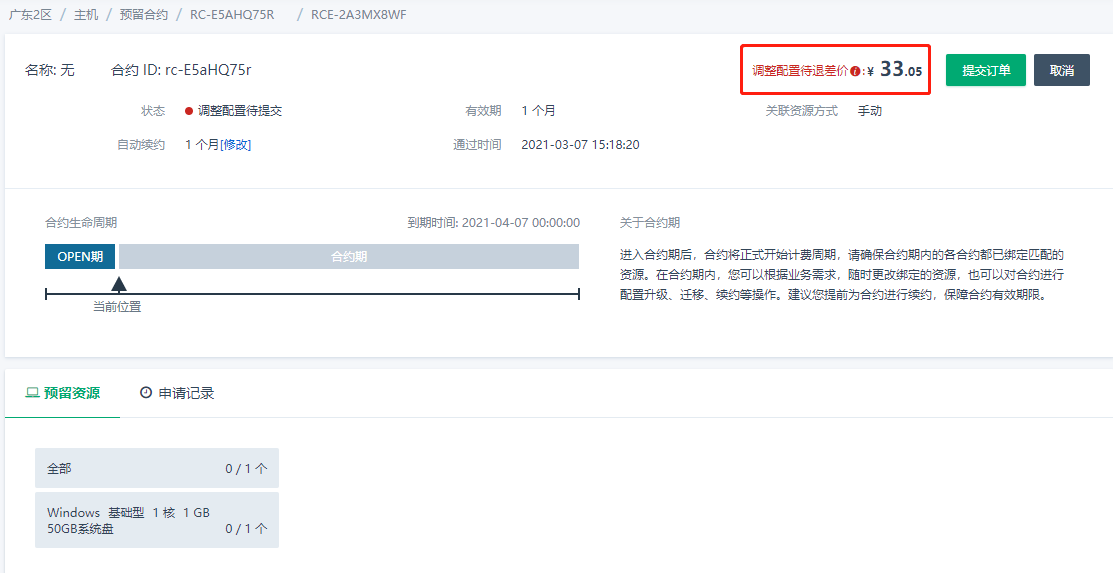 广东2区 / 主机 / 预留合约 / RC-E5AHQ75R / RCE-2A3MX8WF
名称: 无 合约 ID: rc-E5aHQ75r 调整配置待退差价 : ¥ 33.05 提交订单 取消
状态 调整配置待提交 有效期 1 个月 关联资源方式 手动
自动续约 1 个月[修改] 通过时间 2021-03-07 15:18:20
合约生命周期 到期时间: 2021-04-07 00:00:00 关于合约期
OPEN期 合约期
当前位置
进入合约期后，合约将正式开始计费周期，请确保合约期内的各合约都已绑定匹配的
资源。在合约期内，您可以根据业务需求，随时更改绑定的资源，也可以对合约进行
配置升级、迁移、续约等操作。建议您提前为合约进行续约，保障合约有效期限。
预留资源 申请记录
全部 0 / 1 个
Windows 基础型 1 核 1 GB
50GB系统盘 0 / 1 个